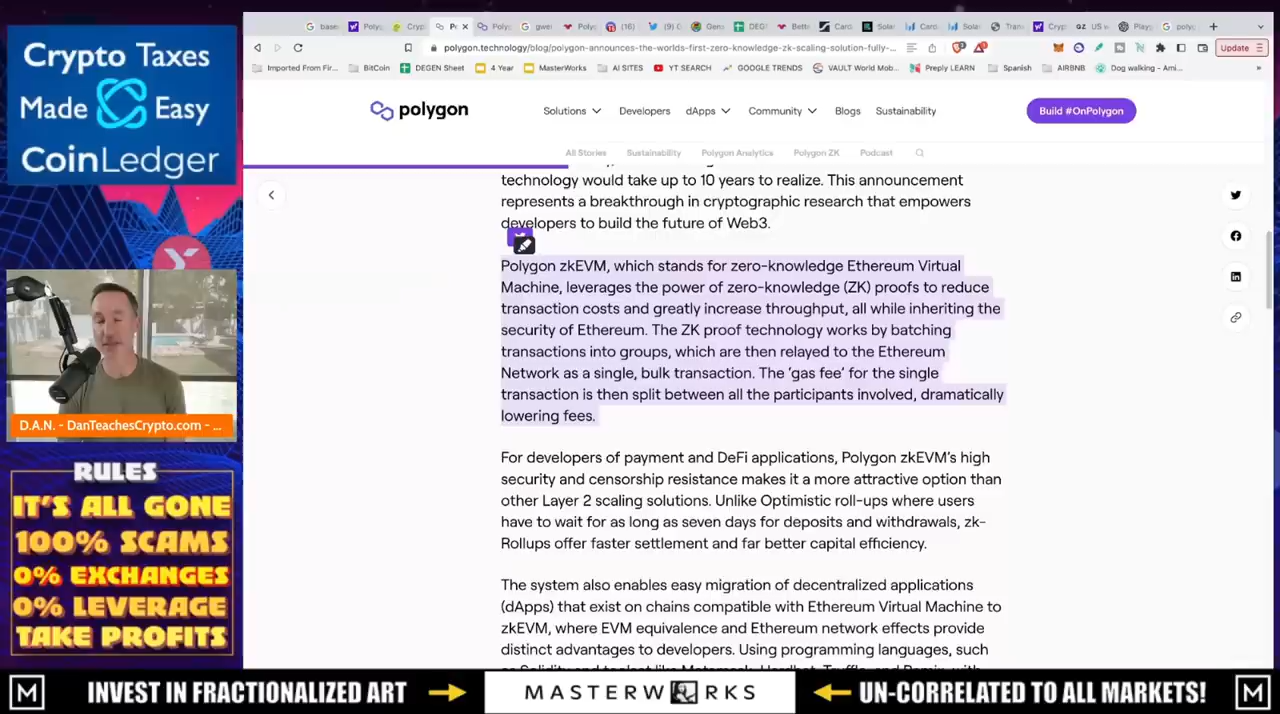 Crypto Taxes
Made Easy
CoinLedger
D.A.N. - DanTeachesCrypto.com - ...
RULES
IT'S ALL GONE
100% SCAMS
0% EXCHANGES
0% LEVERAGE
TAKE PROFITS
polygon.technology/blog/polygon-announces-the-worlds-first-zero-knowledge-zk-scaling-solution-fully-...
Update
Imported From Fir... BitCoin DEGEN Sheet 4 Year MasterWorks AI SITES YT SEARCH GOOGLE TRENDS VAULT World Mob... Preply LEARN Spanish AIRBNB Dog walking - Ami...
polygon
Solutions Developers dApps Community Blogs Sustainability
Build #OnPolygon
All Stories Sustainability Polygon Analytics Polygon ZK Podcast
technology would take up to 10 years to realize. This announcement
represents a breakthrough in cryptographic research that empowers
developers to build the future of Web3.
Polygon zkEVM, which stands for zero-knowledge Ethereum Virtual
Machine, leverages the power of zero-knowledge (ZK) proofs to reduce
transaction costs and greatly increase throughput, all while inheriting the
security of Ethereum. The ZK proof technology works by batching
transactions into groups, which are then relayed to the Ethereum
Network as a single, bulk transaction. The ‘gas fee’ for the single
transaction is then split between all the participants involved, dramatically
lowering fees.
For developers of payment and DeFi applications, Polygon zkEVM’s high
security and censorship resistance makes it a more attractive option than
other Layer 2 scaling solutions. Unlike Optimistic roll-ups where users
have to wait for as long as seven days for deposits and withdrawals, zk-
Rollups offer faster settlement and far better capital efficiency.
The system also enables easy migration of decentralized applications
(dApps) that exist on chains compatible with Ethereum Virtual Machine to
zkEVM, where EVM equivalence and Ethereum network effects provide
distinct advantages to developers. Using programming languages, such
M INVEST IN FRACTIONALIZED ART MASTERWORKS UN-CORRELATED TO ALL MARKETS! M